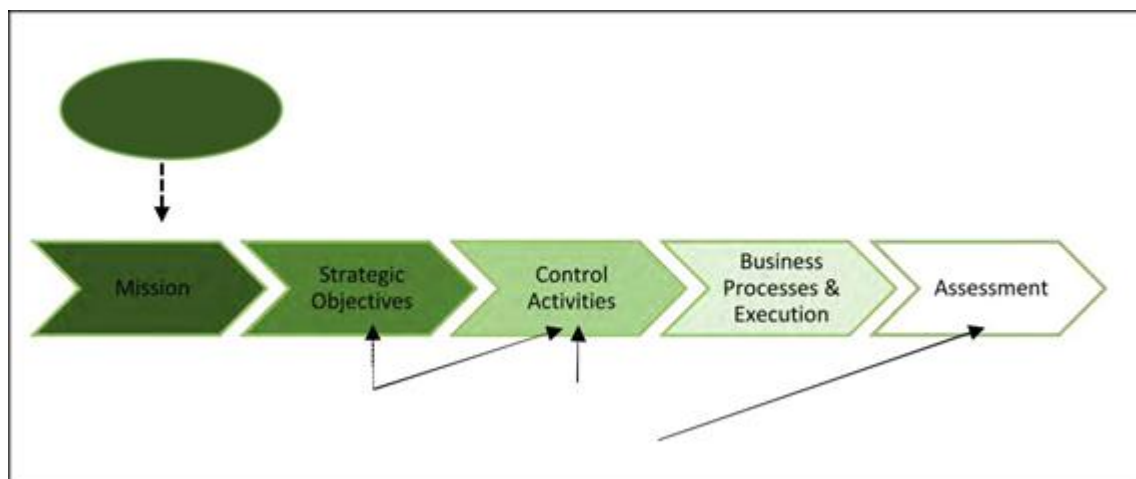 Mission
Strategic
Objectives
Control
Activities
Business
Processes &
Execution
Assessment